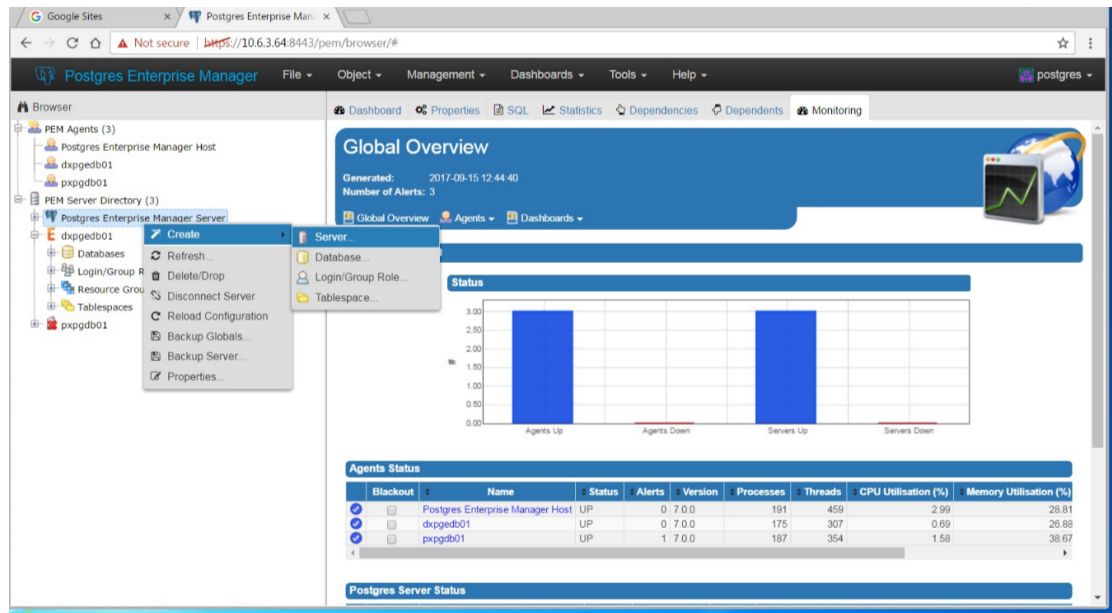 Google Sites
Postgres Enterprise Man
Not secure | https://10.6.3.64:8443/pem/browser/#
Postgres Enterprise Manager File Object Management Dashboards Tools Help postgres
Browser
Dashboard Properties SQL Statistics Dependencies Dependents Monitoring
PEM Agents (3)
Postgres Enterprise Manager Host
dxpgedb01
pxpgdb01
PEM Server Directory (3)
Postgres Enterprise Manager Server
dxpgedb01
Databases
Login/Group R
Resource Grou
Tablespaces
pxpgdb01
Create
Refresh...
Delete/Drop
Disconnect Server
Reload Configuration
Backup Globals...
Backup Server...
Properties...
Server...
Database...
Login/Group Role...
Tablespace...
Global Overview
Generated: 2017-09-15 12:44:40
Number of Alerts: 3
Global Overview Agents Dashboards
Status
3.00
2.50
2.00
1.50
1.00
0.50
0.00
Agents Up Agents Down Servers Up Servers Down
Agents Status
Blackout Name Status Alerts Version Processes Threads CPU Utilisation (%) Memory Utilisation (%)
Postgres Enterprise Manager Host UP 0 7.0.0 191 459 2.99 28.81
dxpgedb01 UP 0 7.0.0 175 307 0.69 26.88
pxpgdb01 UP 1 7.0.0 187 354 1.58 38.67
Postgres Server Status